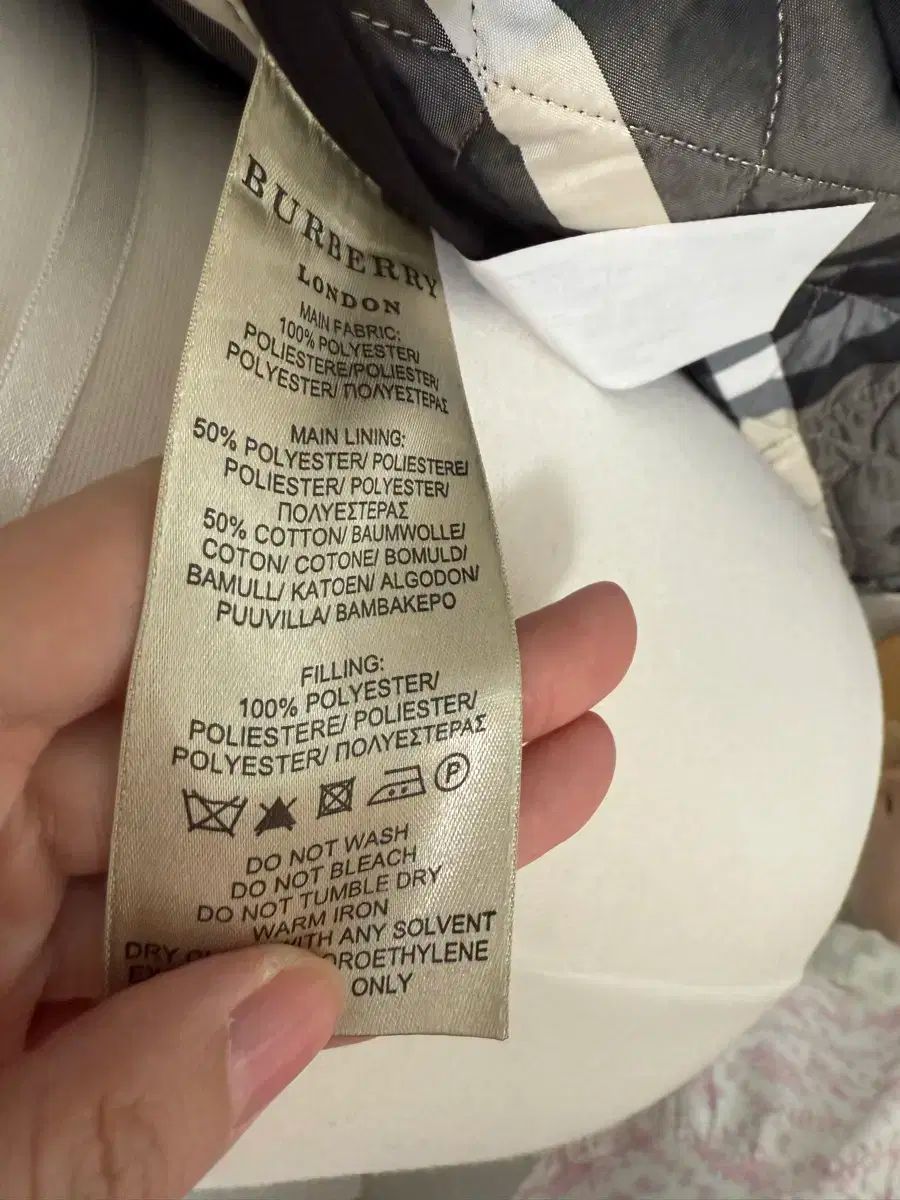 BURBERRY
LONDON
MAIN FABRIC:
100% POLYESTER/
POLIESTERE/POLIESTER/
POLYESTER/ ΠΟΛΥΕΣΤΕΡΑΣ
MAIN LINING:
50% POLYESTER/ POLIESTERE/
POLIESTER/ POLYESTER/
ΠΟΛΥΕΣΤΕΡΑΣ
50% COTTON/ BAUMWOLLE/
COTON/ COTONE/ BOMULD/
BAMULL/ KATOEN/ ALGODON/
PUUVILLA/ BAMBAKEPO
FILLING:
100% POLYESTER/
POLIESTERE/ POLIESTER/
POLYESTER/ ΠΟΛΥΕΣΤΕΡΑΣ
P
DO NOT WASH
DO NOT BLEACH
DO NOT TUMBLE DRY
WARM IRON
DRY WITH ANY SOLVENT
ONLY